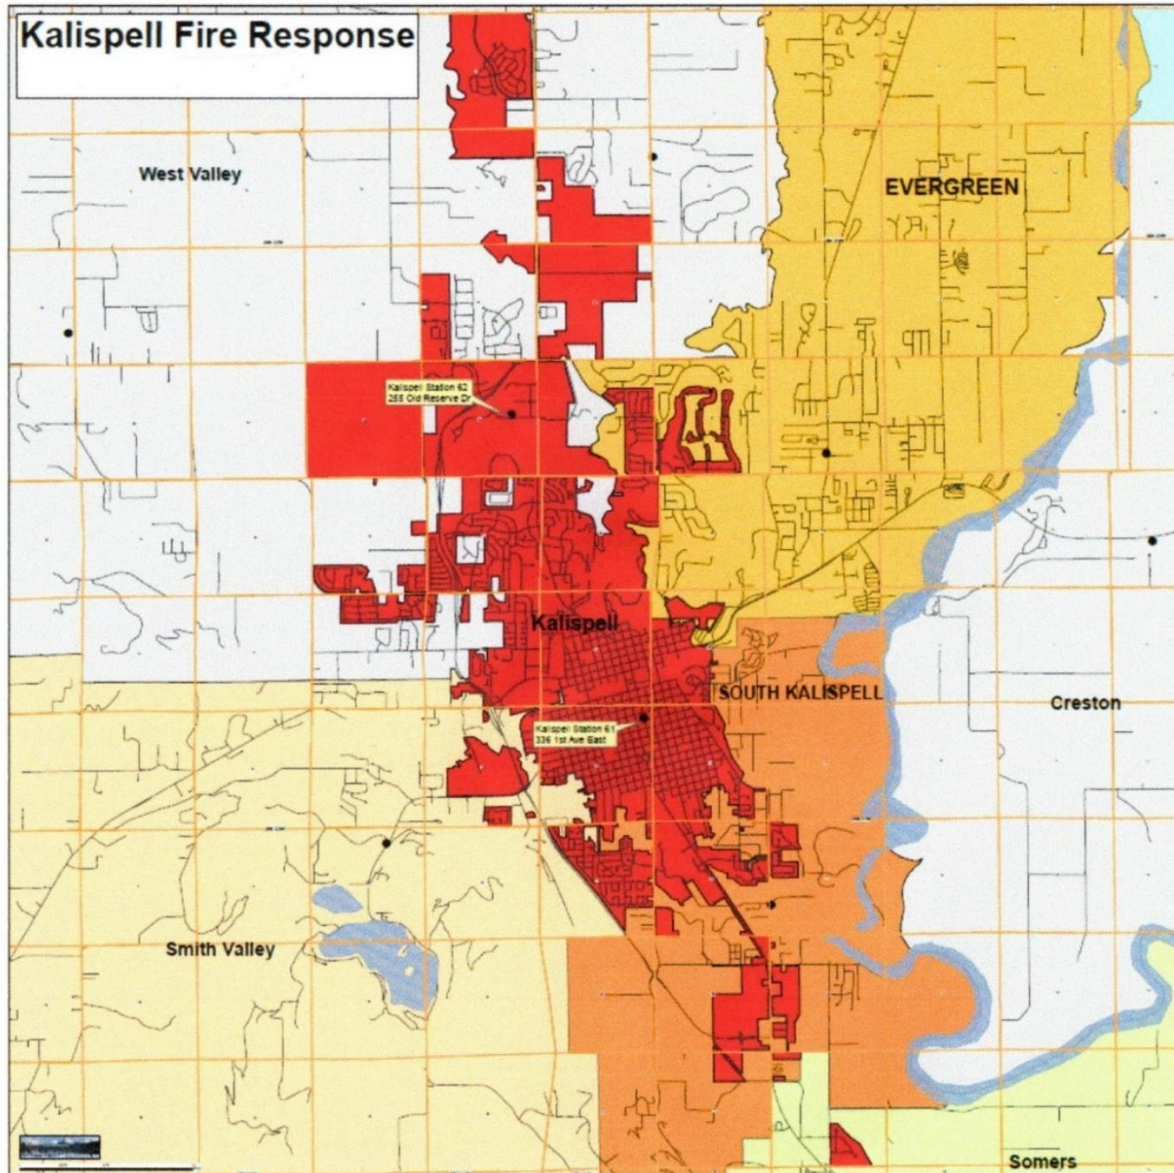 Kalispell Fire Response
West Valley
EVERGREEN
Kalispell Station 62
255 Old Reserve Dr
Kalispell
SOUTH KALISPELL
Creston
Kalispell Station 61
336 1st Ave East
Smith Valley
Somers